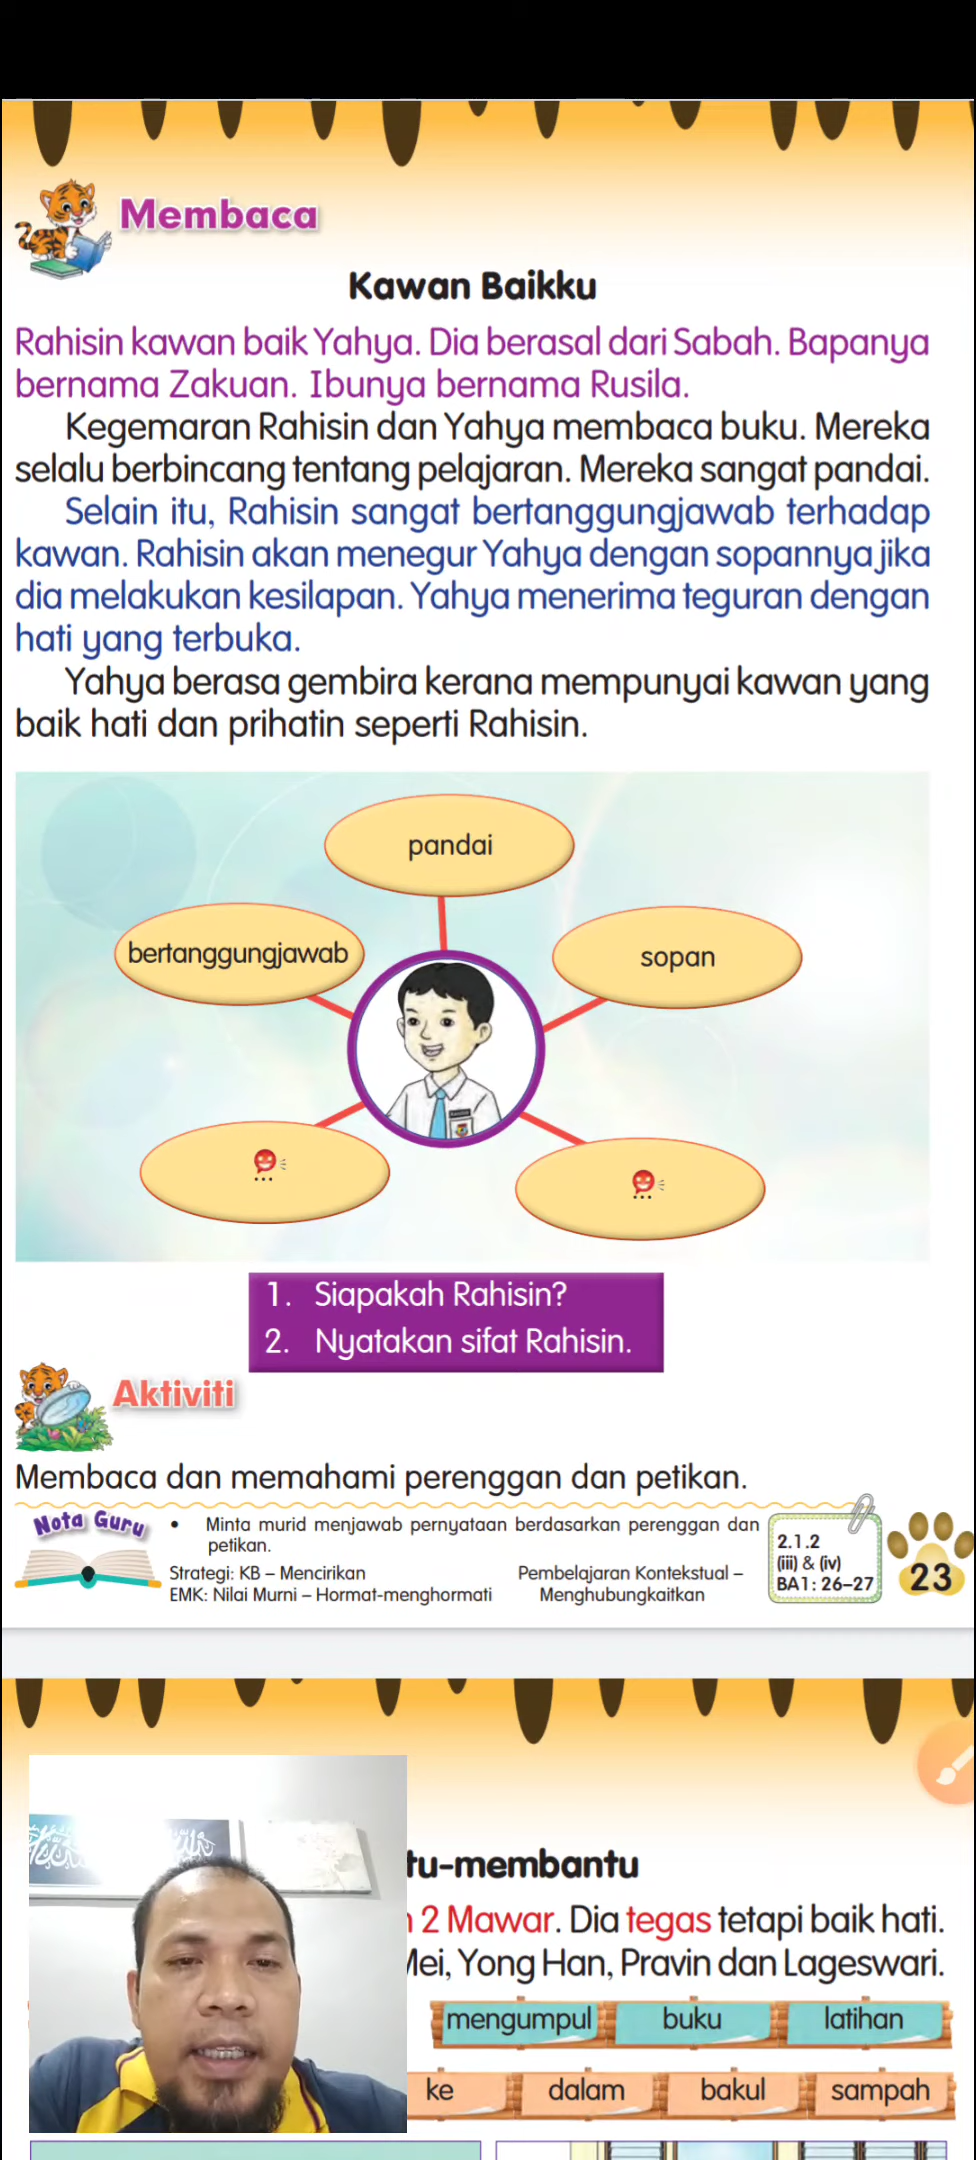 Membaca
Kawan Baikku
Rahisin kawan baik Yahya. Dia berasal dari Sabah. Bapanya
bernama Zakuan. Ibunya bernama Rusila.
Kegemaran Rahisin dan Yahya membaca buku. Mereka
selalu berbincang tentang pelajaran. Mereka sangat pandai.
Selain itu, Rahisin sangat bertanggungjawab terhadap
kawan. Rahisin akan menegur Yahya dengan sopannya jika
dia melakukan kesilapan. Yahya menerima teguran dengan
hati yang terbuka.
Yahya berasa gembira kerana mempunyai kawan yang
baik hati dan prihatin seperti Rahisin.
pandai
bertanggungjawab
sopan
...
...
1. Siapakah Rahisin?
2. Nyatakan sifat Rahisin.
Aktiviti
Membaca dan memahami perenggan dan petikan.
Nota Guru
• Minta murid menjawab pernyataan berdasarkan perenggan dan
petikan.
Strategi: KB – Mencirikan
EMK: Nilai Murni – Hormat-menghormati
Pembelajaran Kontekstual –
Menghubungkaitkan
2.1.2
(iii) & (iv)
BA1: 26–27
23
tu-membantu
2 Mawar. Dia tegas tetapi baik hati.
Mei, Yong Han, Pravin dan Lageswari.
mengumpul buku latihan
ke dalam bakul sampah